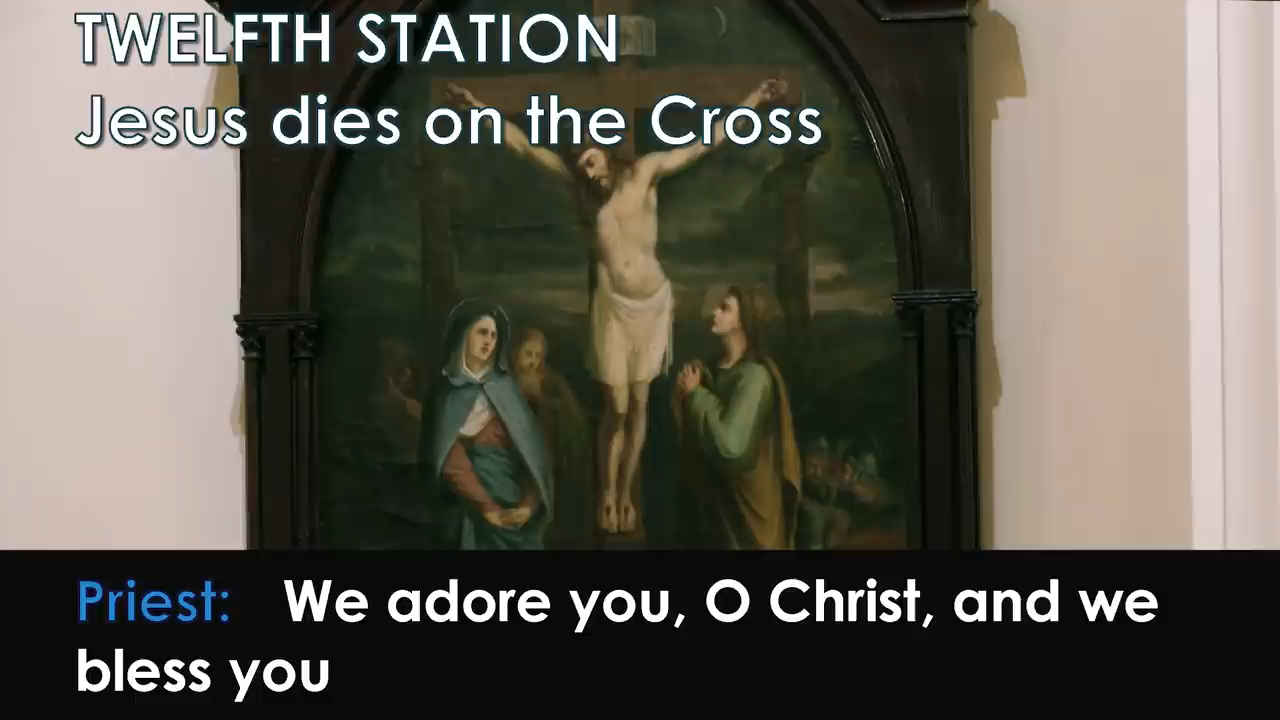 TWELFTH STATION
Jesus dies on the Cross
Priest: We adore you, O Christ, and we
bless you